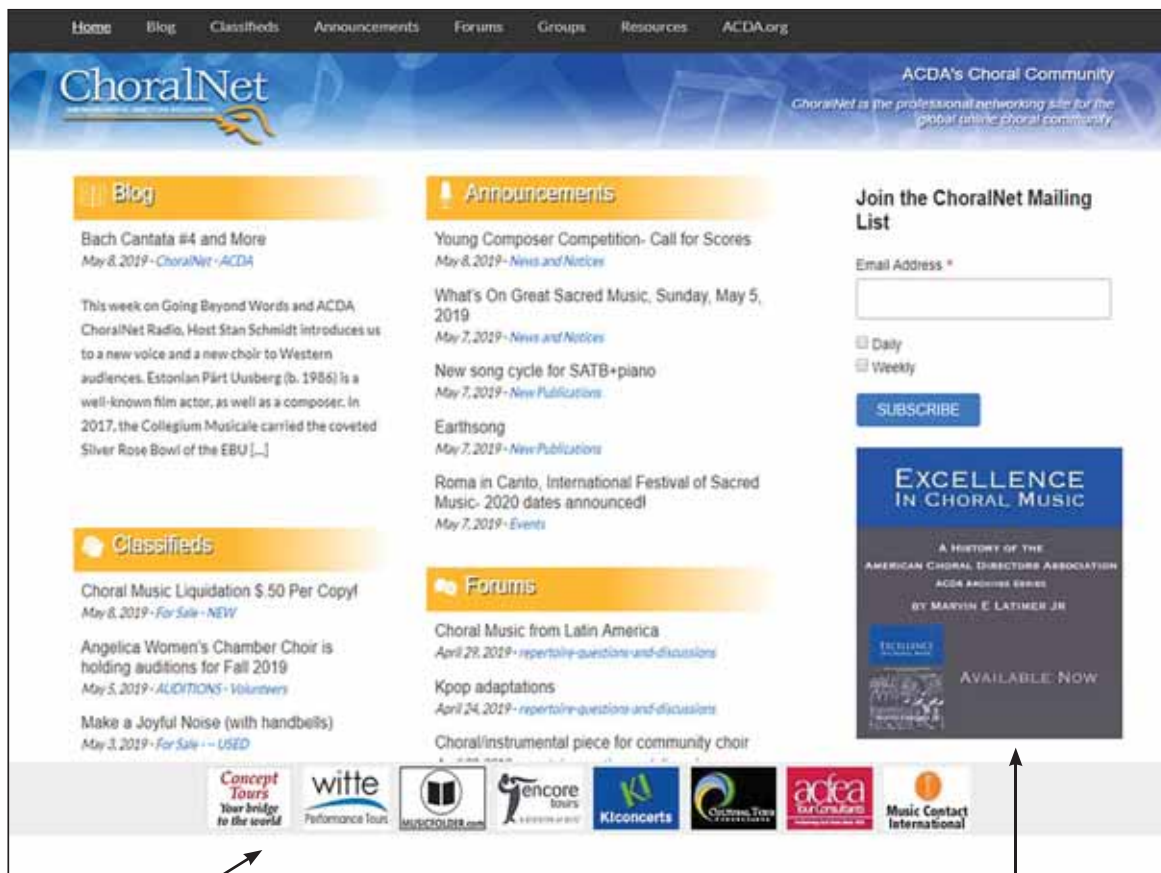 Home Blog Classifieds Announcements Forums Groups Resources ACDA.org
ChoralNet
ACDA's Choral Community
ChoralNet is the professional networking site for the
global online choral community.
Blog
Bach Cantata #4 and More
May 8, 2019 - ChoralNet - ACDA
This week on Going Beyond Words and ACDA
ChoralNet Radio, Host Stan Schmidt introduces us
to a new voice and a new choir to Western
audiences. Estonian Pärt Uusberg (b. 1986) is a
well-known film actor, as well as a composer. In
2017, the Collegium Musicale carried the coveted
Silver Rose Bowl of the EBU [...]
Classifieds
Choral Music Liquidation $.50 Per Copy!
May 8, 2019 - For Sale - NEW
Angelica Women's Chamber Choir is
holding auditions for Fall 2019
May 5, 2019 - AUDITIONS - Volunteers
Make a Joyful Noise (with handbells)
May 3, 2019 - For Sale - -- USED
Announcements
Young Composer Competition- Call for Scores
May 8, 2019 - News and Notices
What's On Great Sacred Music, Sunday, May 5,
2019
May 7, 2019 - News and Notices
New song cycle for SATB+piano
May 7, 2019 - New Publications
Earthsong
May 7, 2019 - New Publications
Roma in Canto, International Festival of Sacred
Music- 2020 dates announced!
May 7, 2019 - Events
Forums
Choral Music from Latin America
April 29, 2019 - repertoire-questions-and-discussions
Kpop adaptations
April 24, 2019 - repertoire-questions-and-discussions
Choral/instrumental piece for community choir
Join the ChoralNet Mailing
List
Email Address *
Daily
Weekly
SUBSCRIBE
EXCELLENCE
IN CHORAL MUSIC
A HISTORY OF THE
AMERICAN CHORAL DIRECTORS ASSOCIATION
ACDA ARCHIVES SERIES
BY MARVIN E LATIMER JR
EXCELLENCE
AVAILABLE NOW
Concept
Tours
Your bridge
to the world
witte
Performance Tours
MUSICFOLDER.com
encore
tours
KI
KIconcerts
CULTURAL TOUR
acfea
Tour Consultants
Music Contact
International